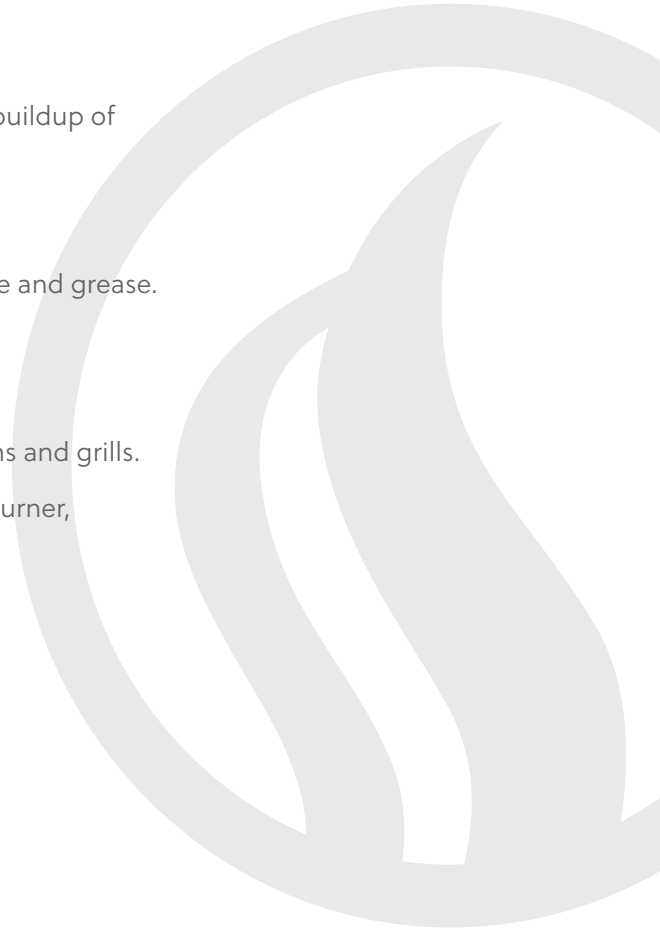 buildup of
e and grease.
ns and grills.
urner,